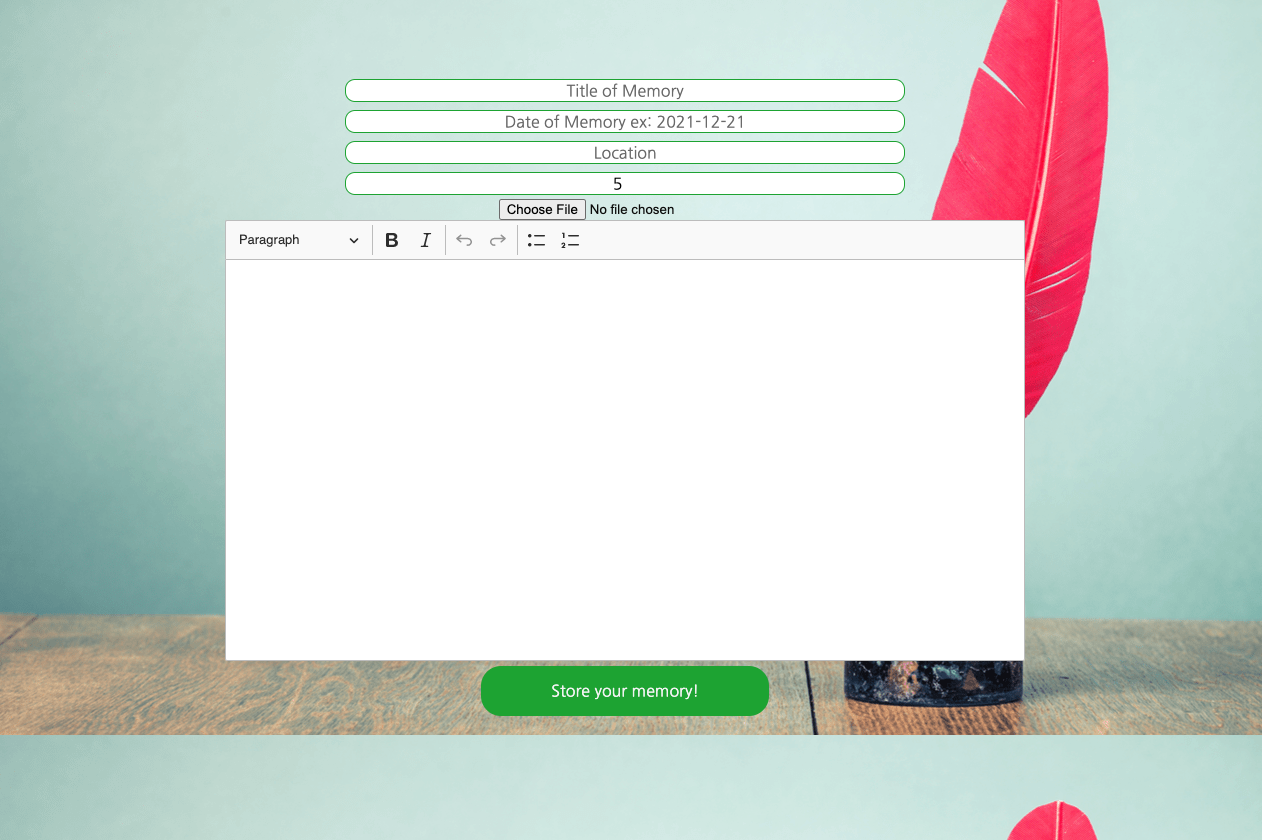 Title of Memory
Date of Memory ex: 2021-12-21
Location
5
Choose File No file chosen
Paragraph B I
Store your memory!